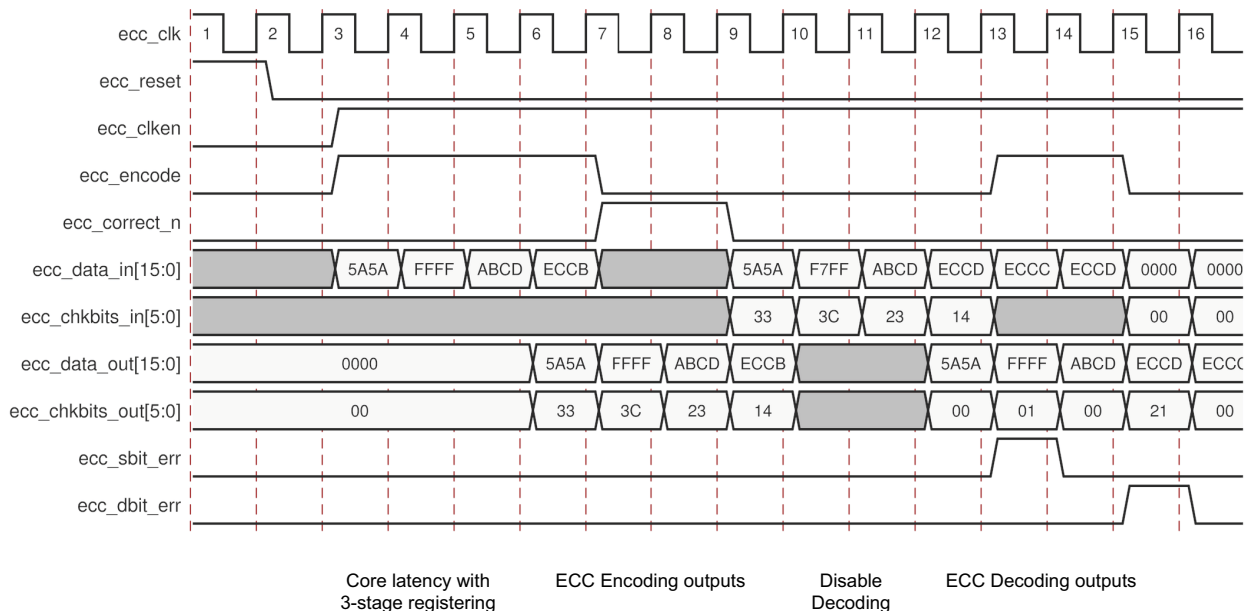 ecc_clk 1 2 3 4 5 6 7 8 9 10 11 12 13 14 15 16
ecc_reset
ecc_clken
ecc_encode
ecc_correct_n
ecc_data_in[15:0] 5A5A FFFF ABCD ECCB 5A5A F7FF ABCD ECCD ECCC ECCD 0000 0000
ecc_chkbits_in[5:0] 33 3C 23 14 00 00
ecc_data_out[15:0] 0000 5A5A FFFF ABCD ECCB 5A5A FFFF ABCD ECCD ECCC
ecc_chkbits_out[5:0] 00 33 3C 23 14 00 01 00 21 00
ecc_sbit_err
ecc_dbit_err
Core latency with ECC Encoding outputs Disable ECC Decoding outputs
3-stage registering Decoding